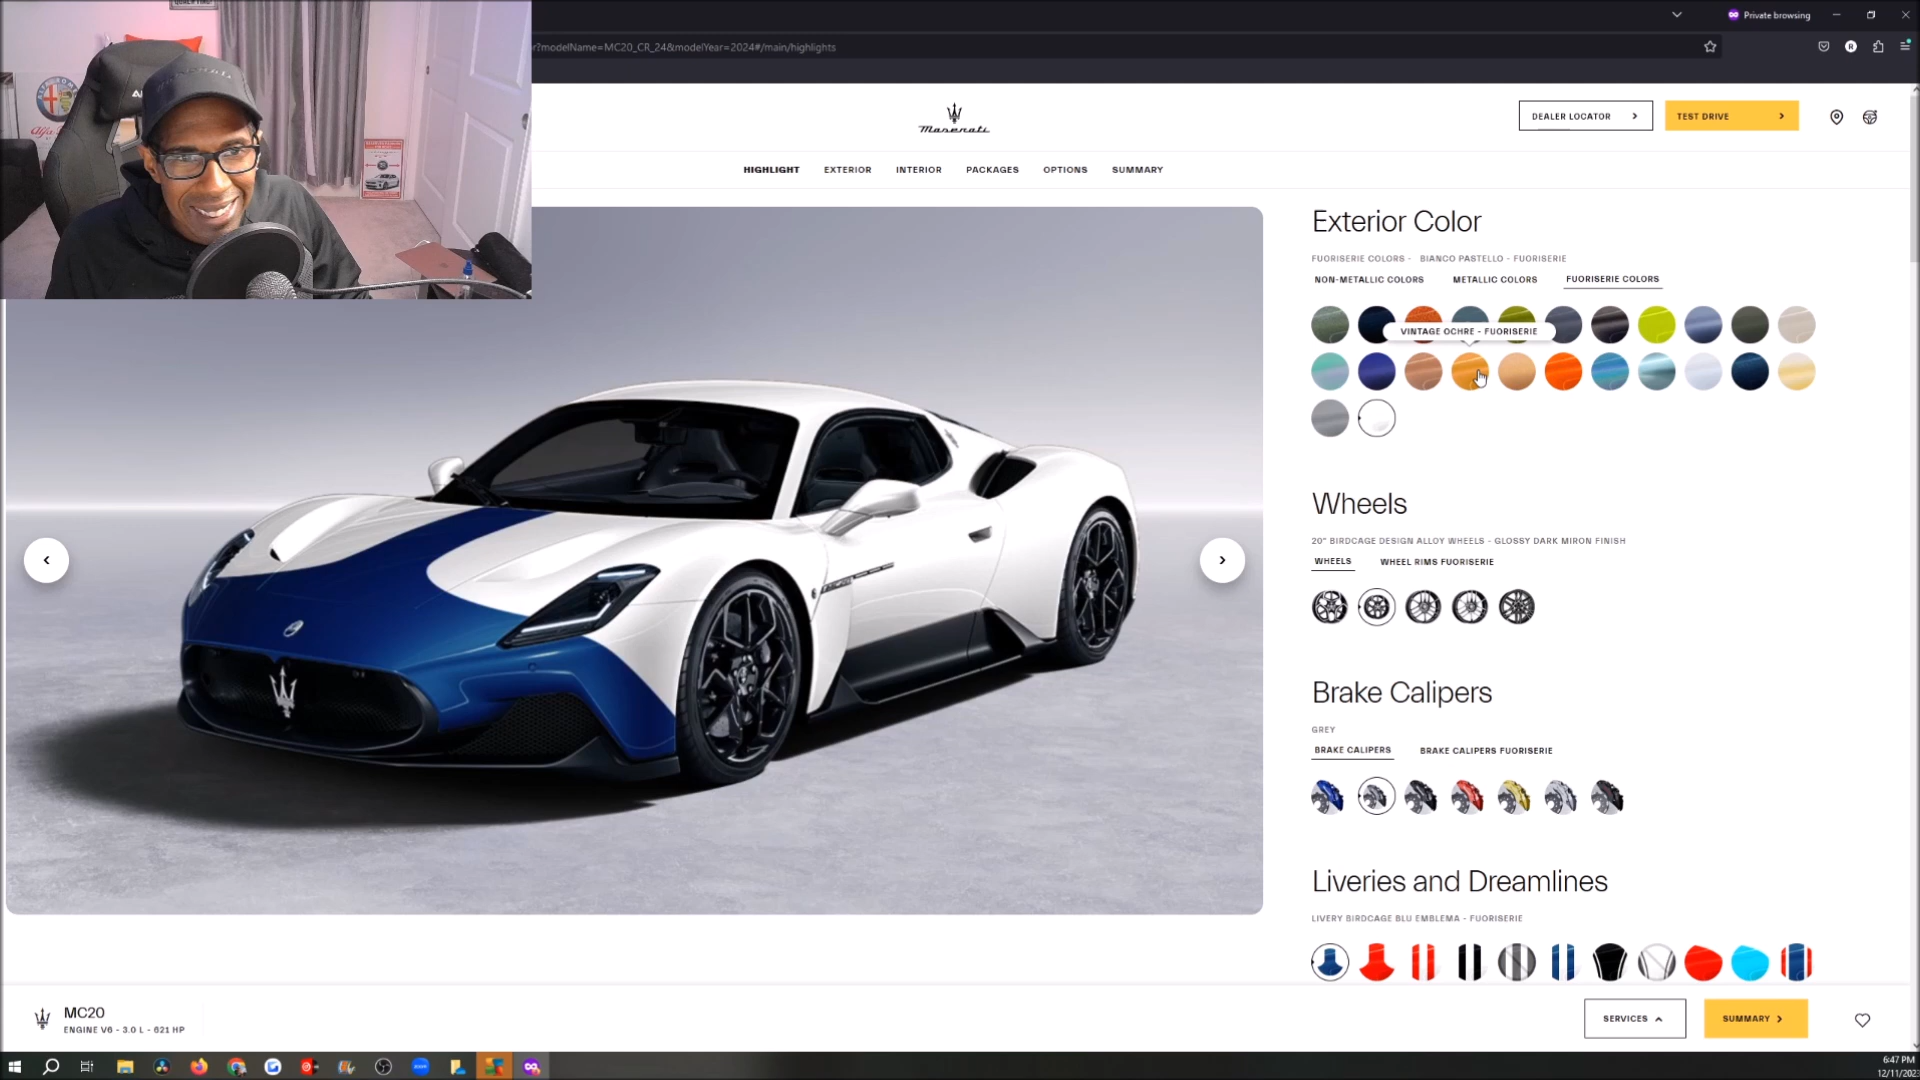 Private browsing
r?modelName=MC20_CR_24&modelYear=2024#/main/highlights
Maserati
DEALER LOCATOR
TEST DRIVE
HIGHLIGHT EXTERIOR INTERIOR PACKAGES OPTIONS SUMMARY
Exterior Color
FUORISERIE COLORS - BIANCO PASTELLO - FUORISERIE
NON-METALLIC COLORS METALLIC COLORS FUORISERIE COLORS
VINTAGE OCHRE - FUORISERIE
Wheels
20" BIRDCAGE DESIGN ALLOY WHEELS - GLOSSY DARK MIRON FINISH
WHEELS WHEEL RIMS FUORISERIE
Brake Calipers
GREY
BRAKE CALIPERS BRAKE CALIPERS FUORISERIE
Liveries and Dreamlines
LIVERY BIRDCAGE BLU EMBLEMA - FUORISERIE
MC20
ENGINE V6 - 3.0 L - 621 HP
SERVICES
SUMMARY
6:47 PM
12/11/202